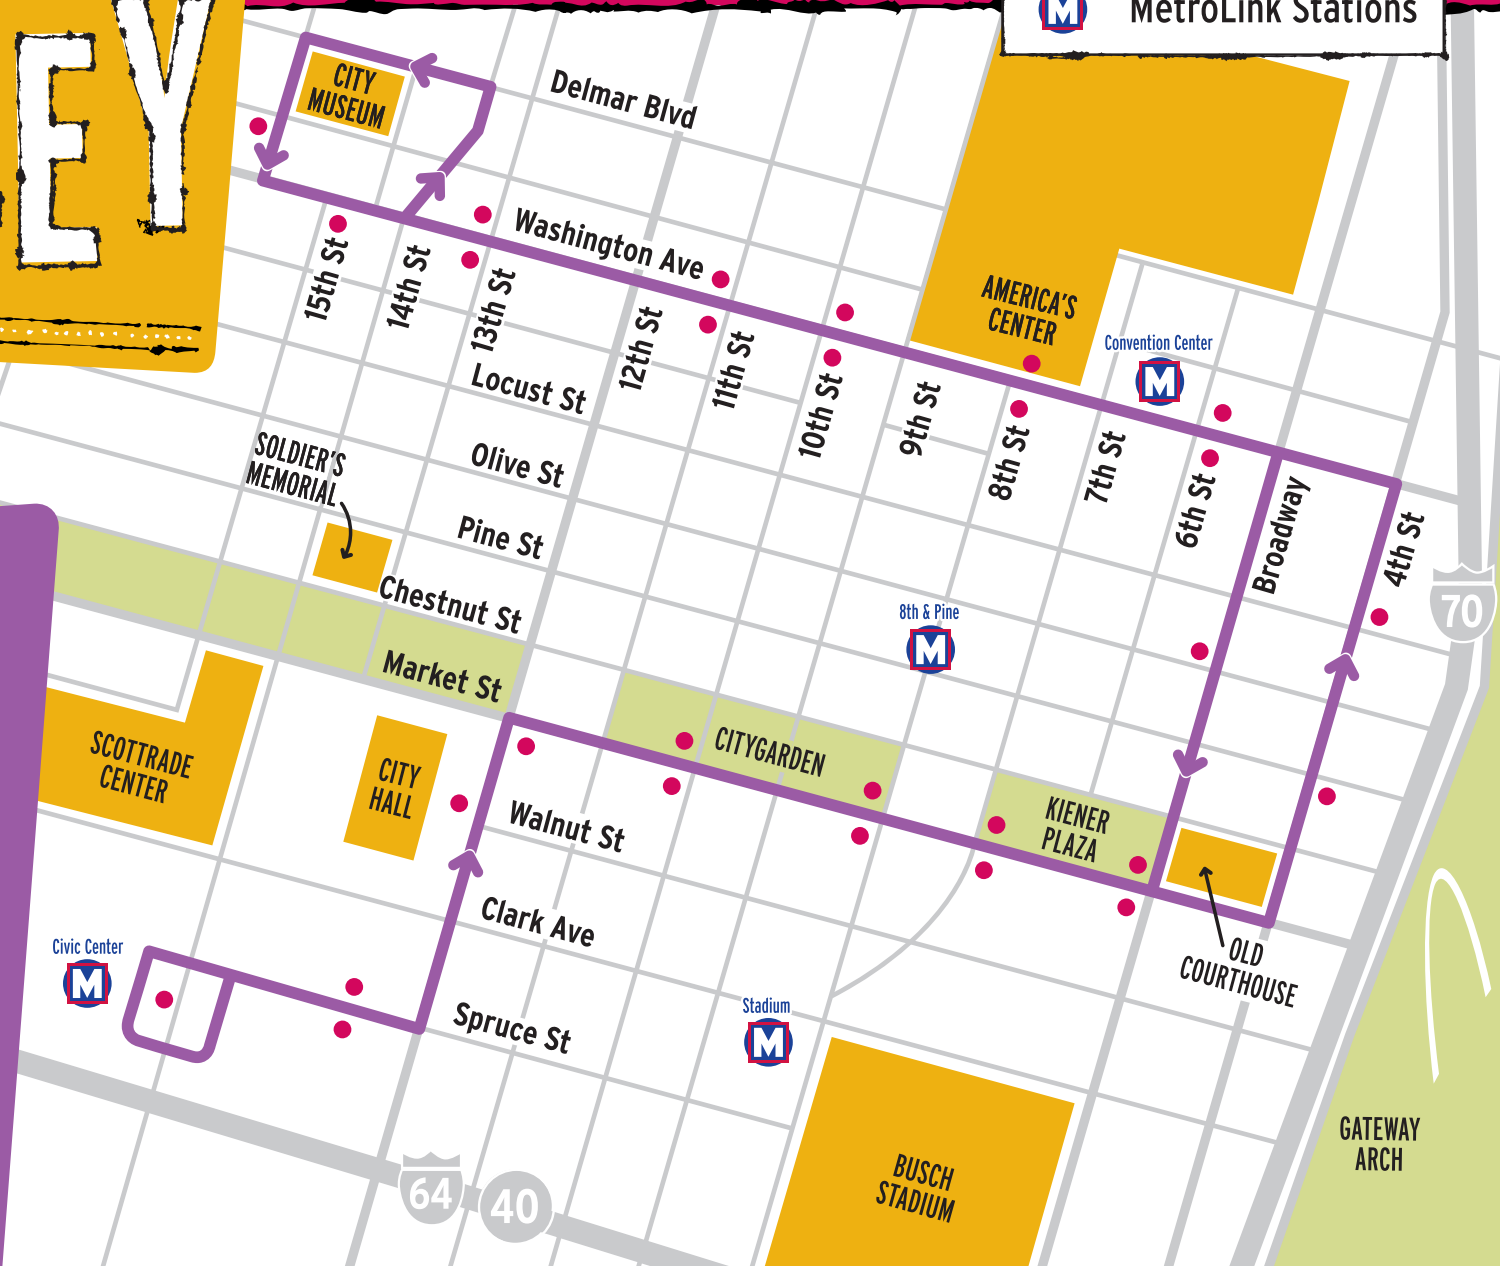 EY
M MetroLink Stations
CITY
MUSEUM
Delmar Blvd
Washington Ave
15th St
14th St
13th St
12th St
11th St
10th St
9th St
8th St
7th St
6th St
Broadway
4th St
AMERICA'S
CENTER
Convention Center
M
Locust St
Olive St
Pine St
Chestnut St
Market St
SOLDIER'S
MEMORIAL
70
8th & Pine
M
SCOTTRADE
CENTER
CITY
HALL
CITYGARDEN
KIENER
PLAZA
Walnut St
Clark Ave
Spruce St
OLD
COURTHOUSE
Civic Center
M
Stadium
M
64
40
BUSCH
STADIUM
GATEWAY
ARCH